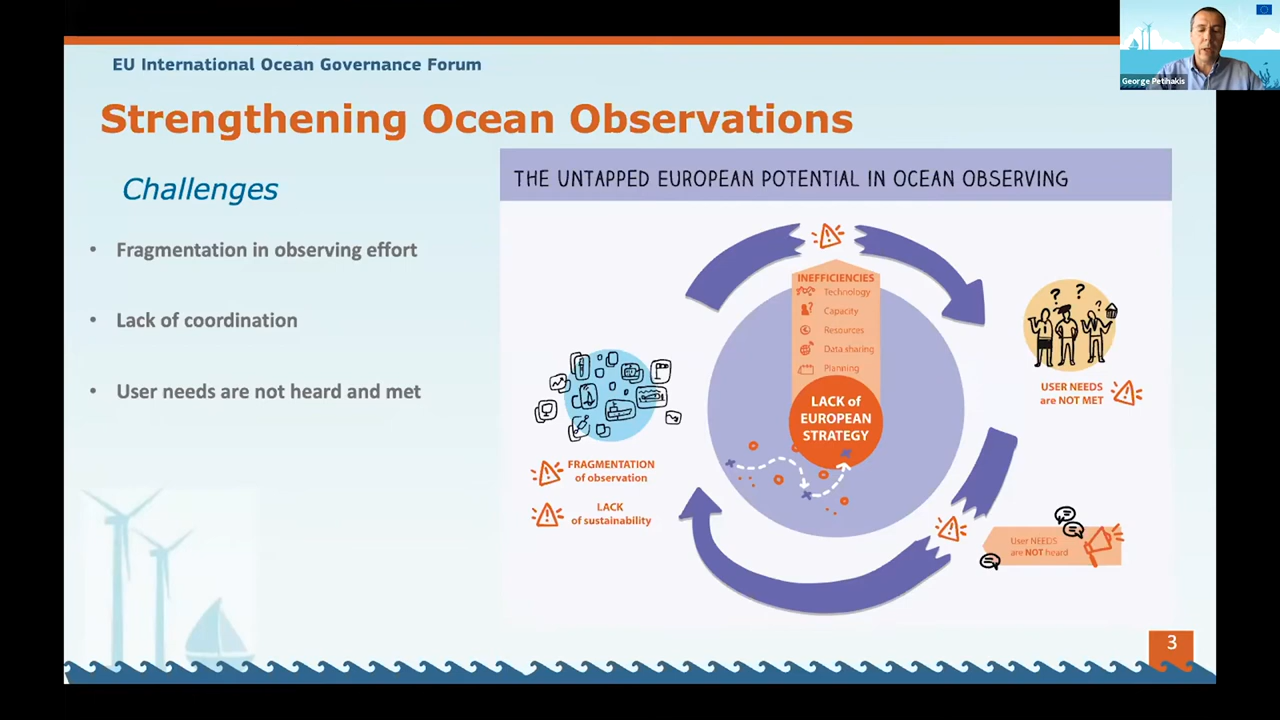 George Petihakis
EU International Ocean Governance Forum
Strengthening Ocean Observations
Challenges
• Fragmentation in observing effort
• Lack of coordination
• User needs are not heard and met
THE UNTAPPED EUROPEAN POTENTIAL IN OCEAN OBSERVING
INEFFICIENCIES
Technology
Capacity
Resources
Data sharing
Planning
LACK of
EUROPEAN
STRATEGY
USER NEEDS
are NOT MET
FRAGMENTATION
of observation
LACK
of sustainability
User NEEDS
are NOT heard
3